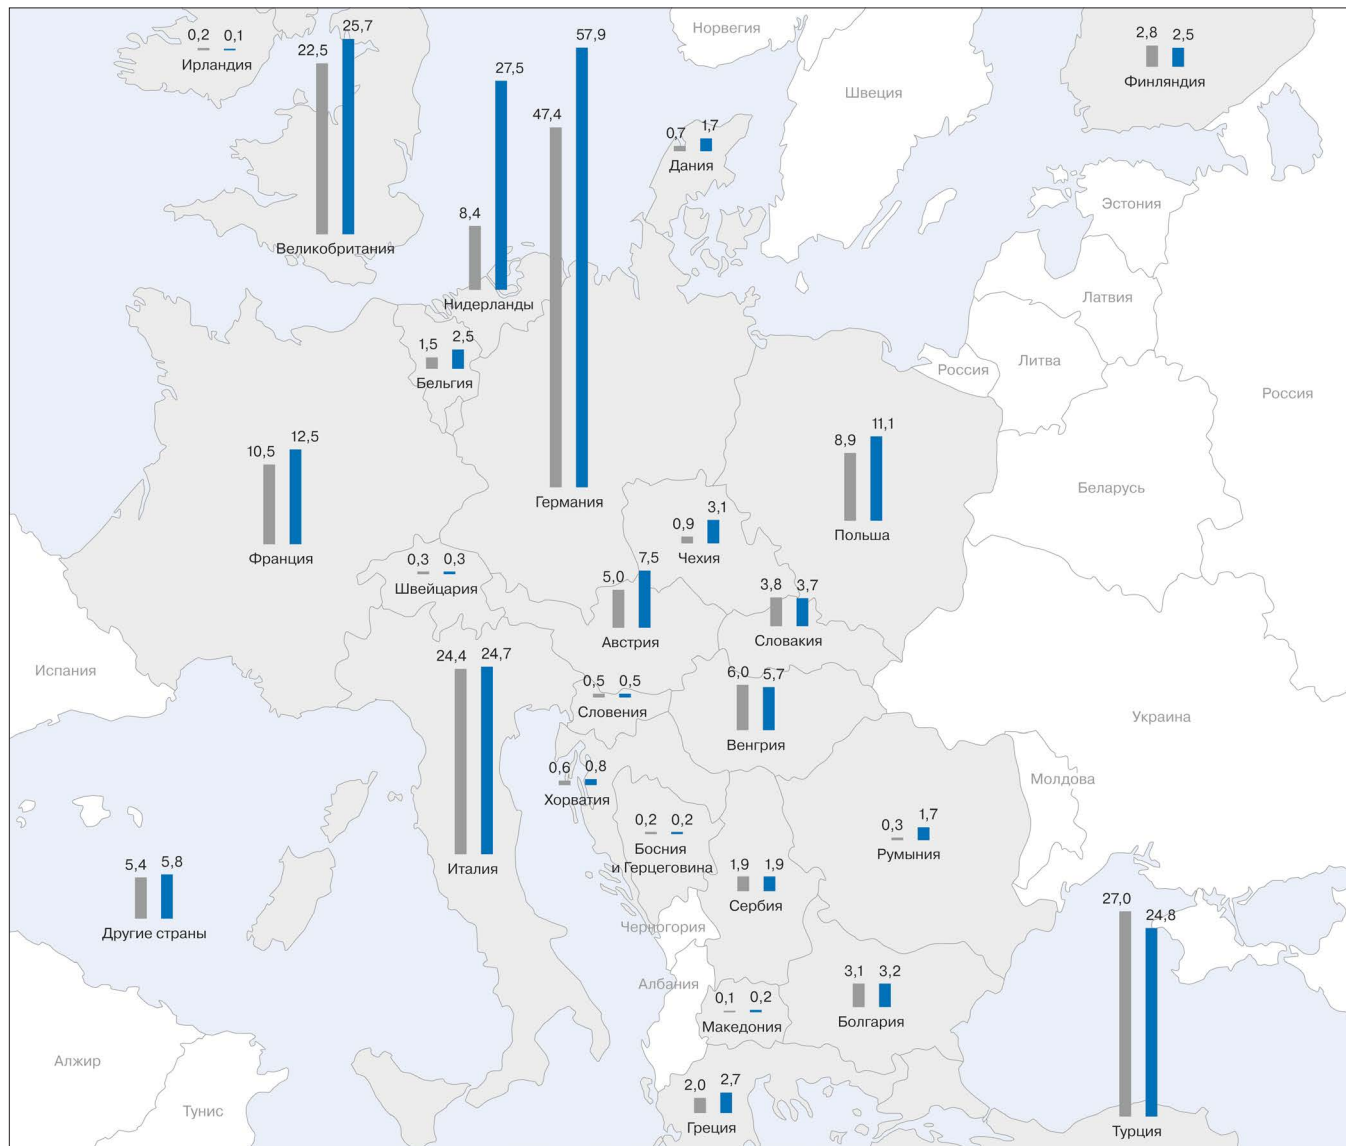 0,2 0,1
Ирландия
22,5 25,7
Великобритания
8,4 27,5
Нидерланды
47,4 57,9
Германия
Норвегия
Швеция
0,7 1,7
Дания
2,8 2,5
Финляндия
Эстония
Латвия
Литва
Россия
Россия
Беларусь
1,5 2,5
Бельгия
10,5 12,5
Франция
8,9 11,1
Польша
0,9 3,1
Чехия
0,3 0,3
Швейцария
5,0 7,5
Австрия
3,8 3,7
Словакия
Испания
24,4 24,7
Италия
0,5 0,5
Словения
6,0 5,7
Венгрия
Украина
Молдова
0,6 0,8
Хорватия
0,2 0,2
Босния
и Герцеговина
0,3 1,7
Румыния
5,4 5,8
Другие страны
1,9 1,9
Сербия
Черногория
Албания
27,0 24,8
Турция
0,1 0,2
Македония
3,1 3,2
Болгария
Алжир
Тунис
2,0 2,7
Греция